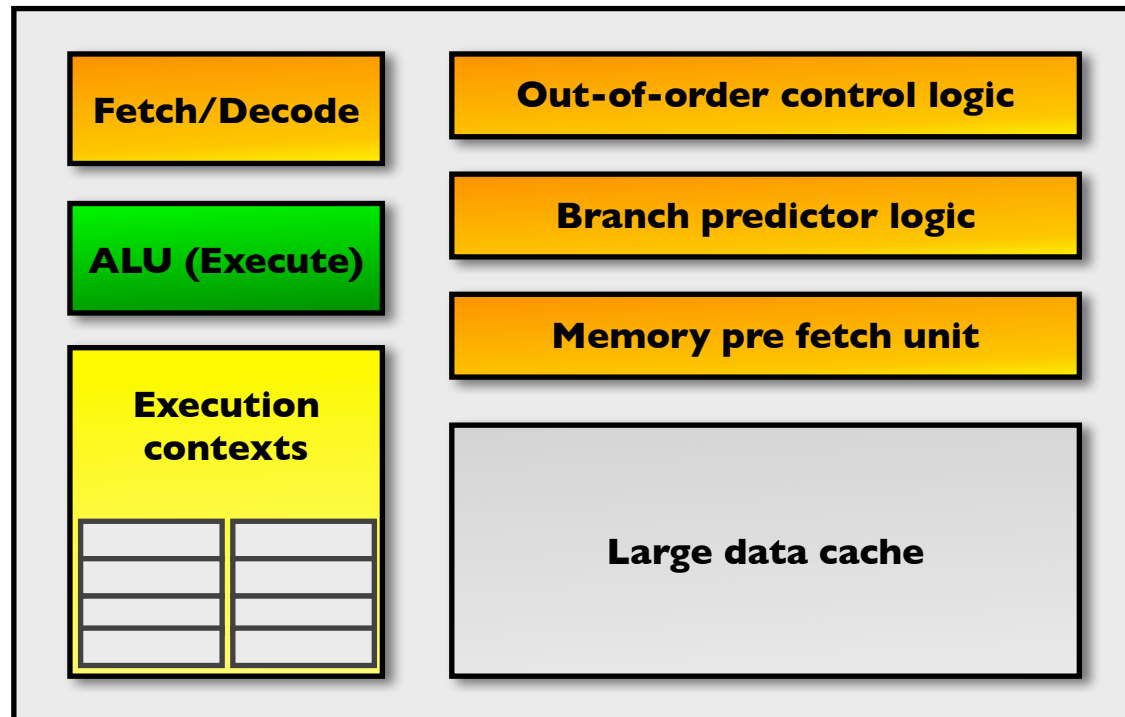 Fetch/Decode
ALU (Execute)
Execution
contexts
Out-of-order control logic
Branch predictor logic
Memory pre fetch unit
Large data cache